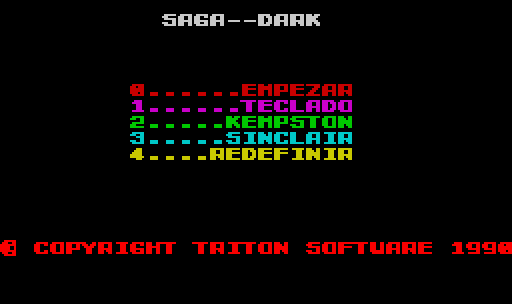 SAGA--DARK
0......EMPEZAR
1......TECLADO
2.....KEMPSTON
3.....SINCLAIR
4....REDEFINIR
© COPYRIGHT TRITON SOFTWARE 1990